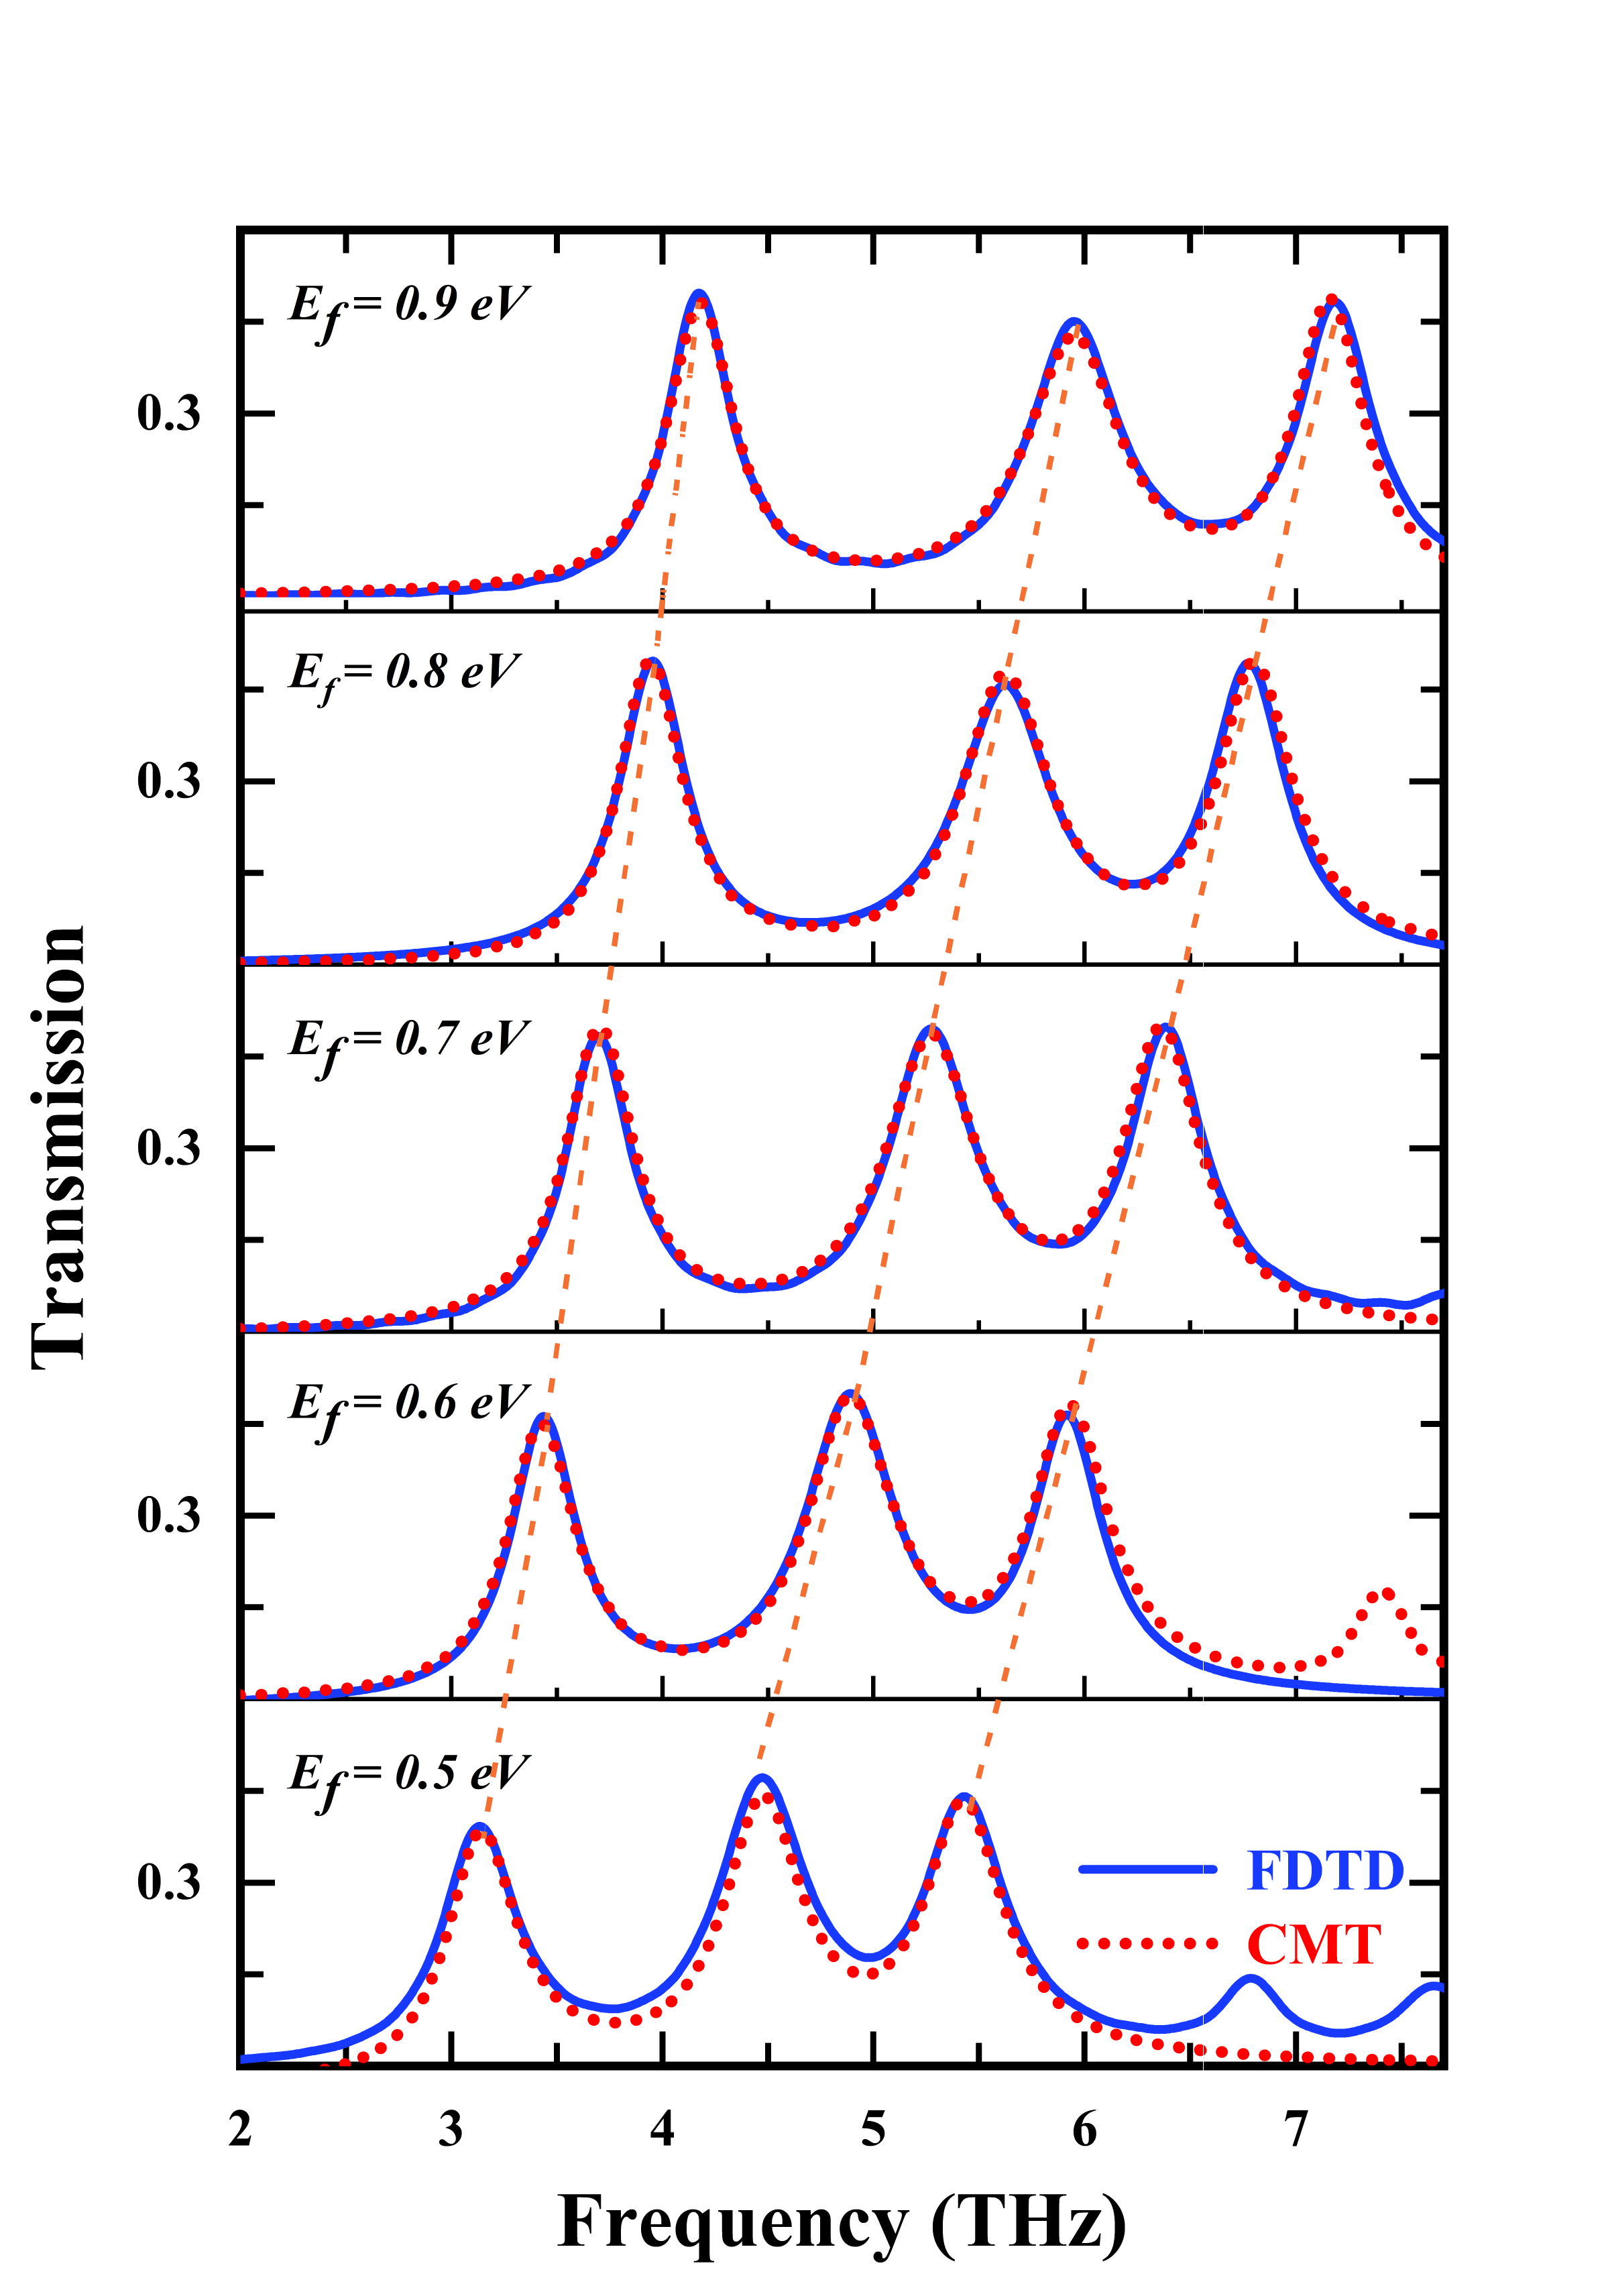 E_f = 0.9 eV
0.3
E_f = 0.8 eV
0.3
E_f = 0.7 eV
0.3
E_f = 0.6 eV
0.3
E_f = 0.5 eV
0.3
FDTD
CMT
Transmission
2 3 4 5 6 7
Frequency (THz)